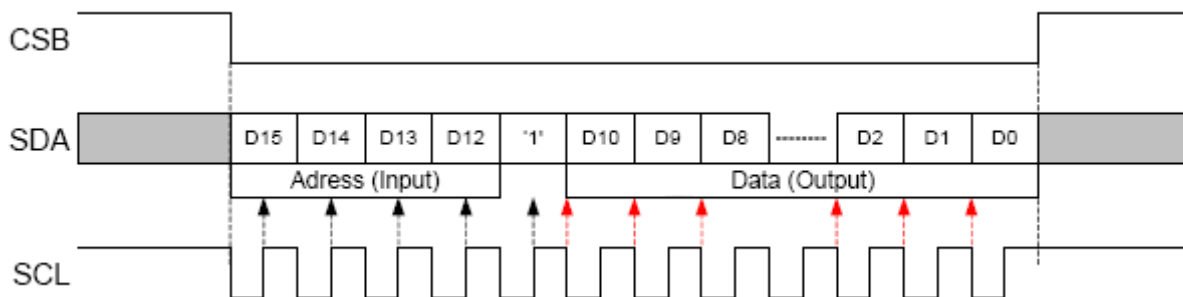 CSB
SDA D15 D14 D13 D12 '1' D10 D9 D8 -------- D2 D1 D0
Adress (Input) Data (Output)
SCL